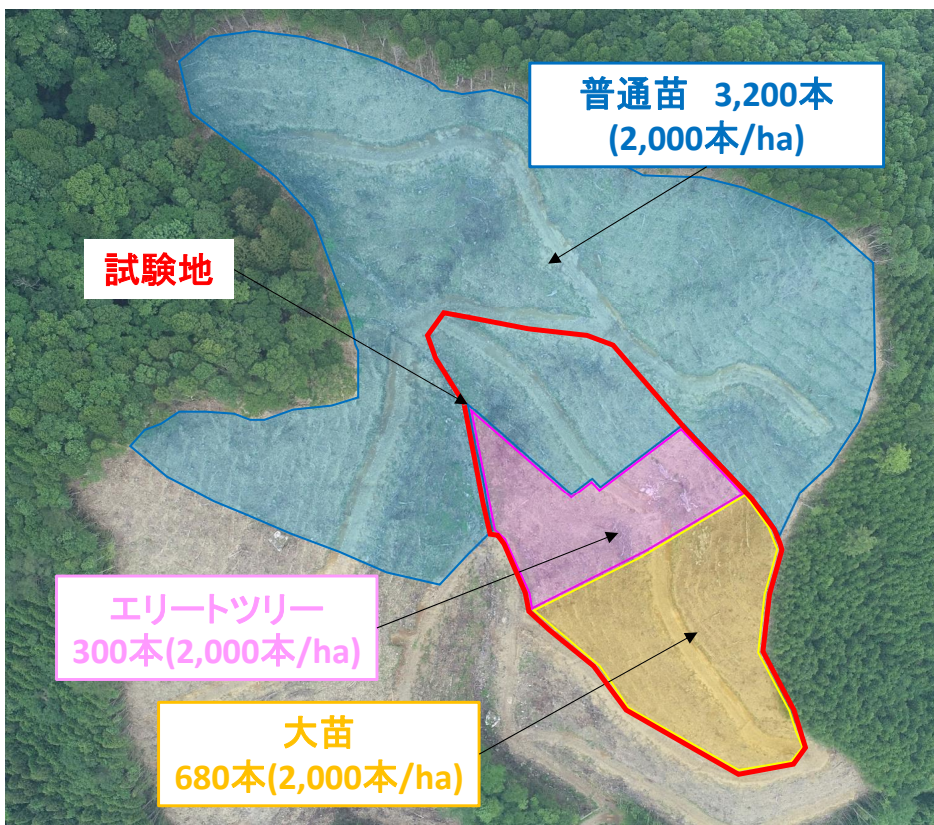 普通苗 3,200本
(2,000本/ha)
試験地
エリートツリー
300本(2,000本/ha)
大苗
680本(2,000本/ha)